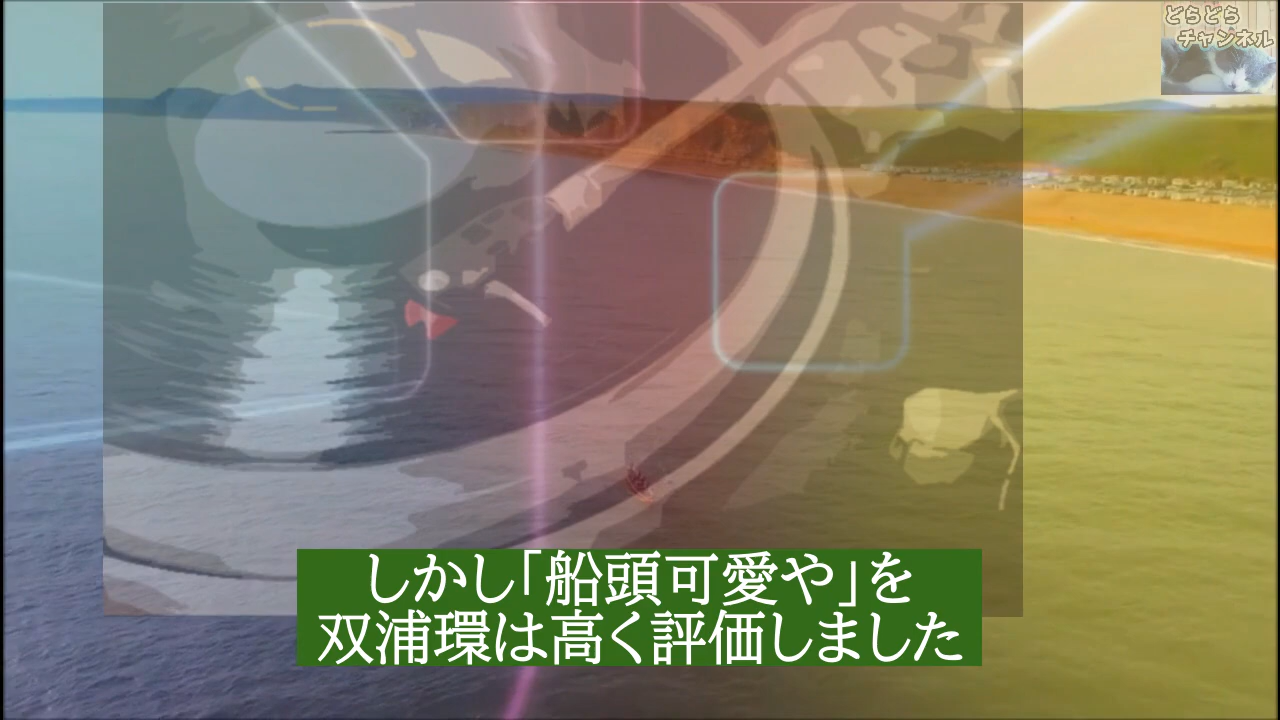 どらどら
チャンネル
しかし「船頭可愛や」を
双浦環は高く評価しました